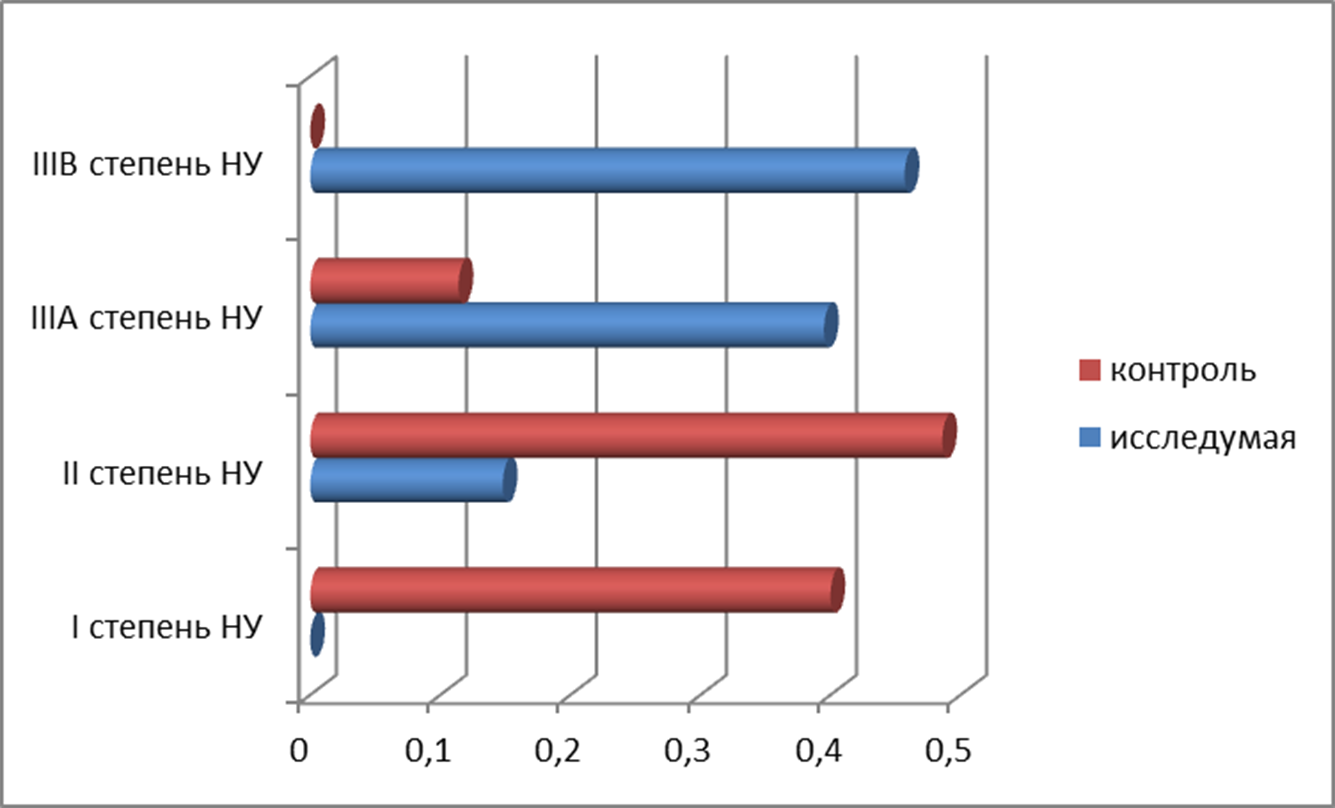 IIIВ степень НУ
IIIА степень НУ
II степень НУ
I степень НУ
0 0,1 0,2 0,3 0,4 0,5
контроль
исследумая